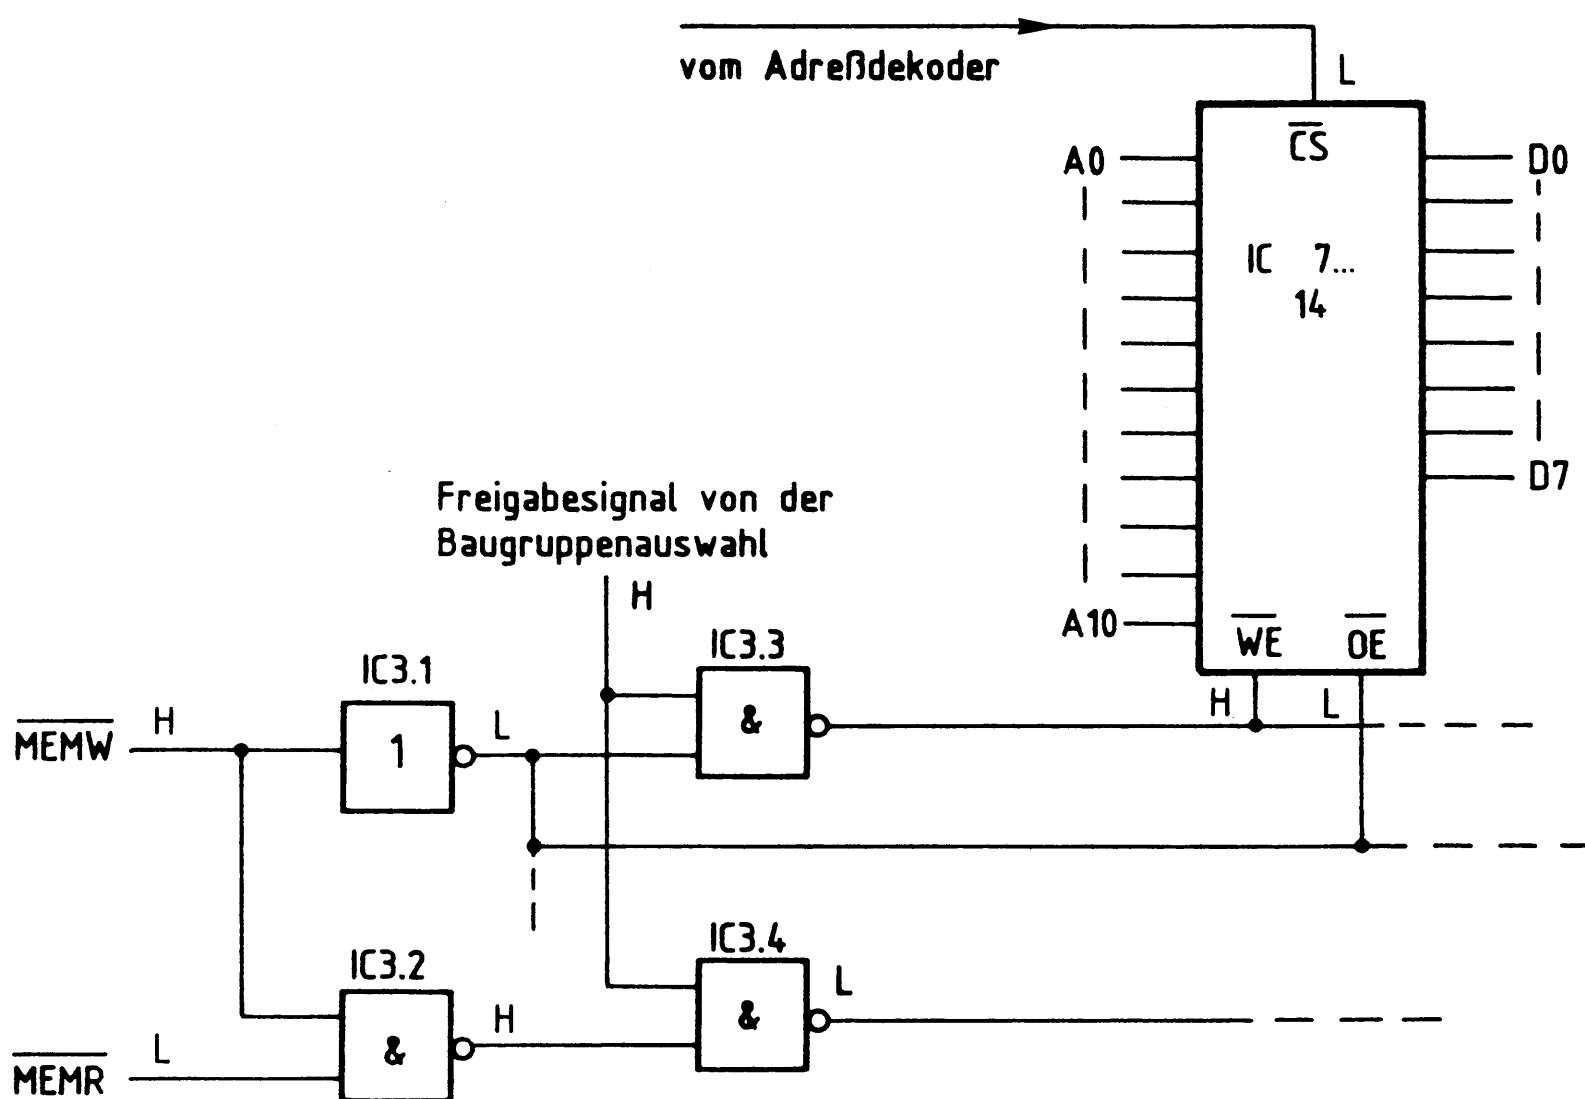 vom Adreßdekoder
L
A0
CS
D0
IC 7...
14
D7
Freigabesignal von der
Baugruppenauswahl
H
A10
WE
OE
IC3.3
H
L
IC3.1
MEMW
H
1
L
&
IC3.4
L
IC3.2
&
H
&
MEMR
L